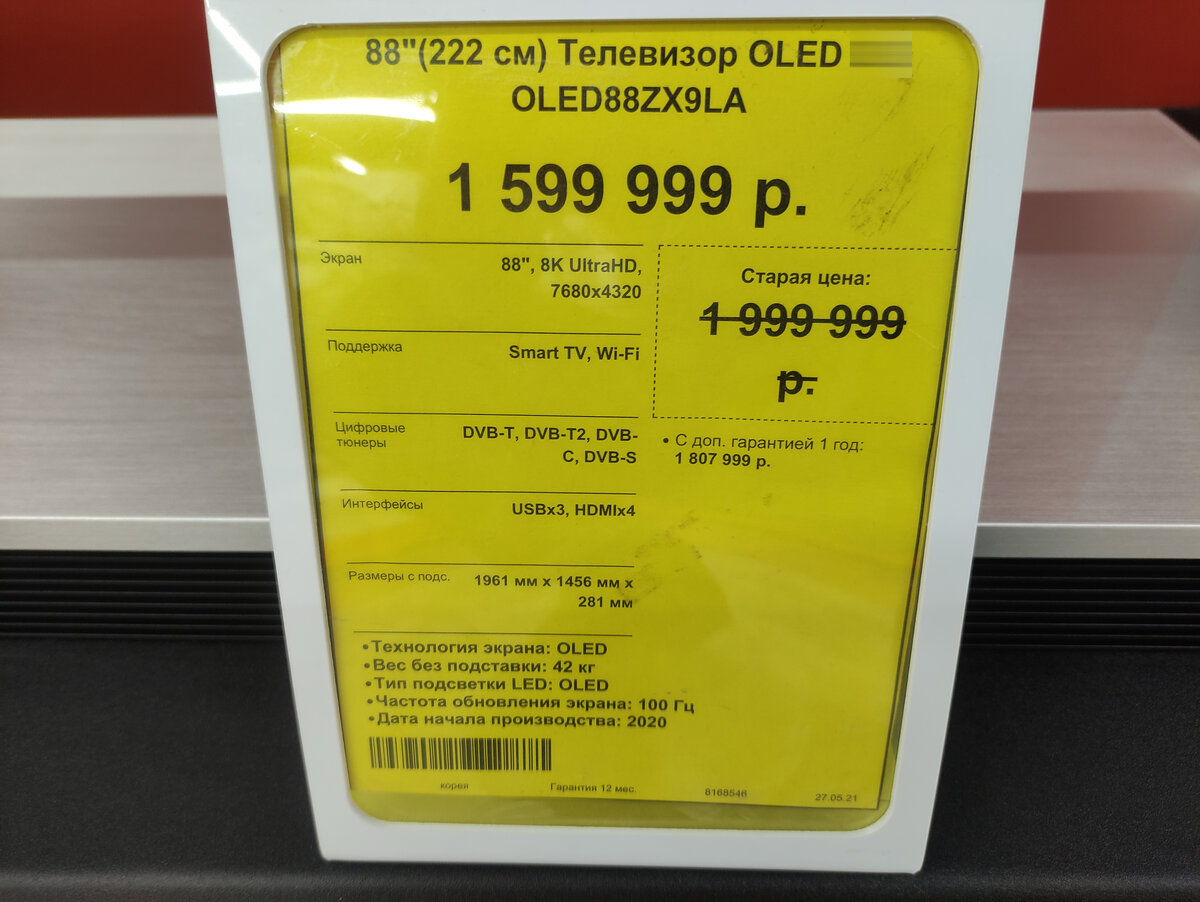 88"(222 см) Телевизор OLED
OLED88ZX9LA
1 599 999 р.
Экран
88", 8K UltraHD,
7680x4320
Поддержка
Smart TV, Wi-Fi
Цифровые
тюнеры
DVB-T, DVB-T2, DVB-
C, DVB-S
Интерфейсы
USBx3, HDMIx4
Размеры с подс.
1961 мм x 1456 мм x
281 мм
Старая цена:
1 999 999
р.
• С доп. гарантией 1 год:
1 807 999 р.
•Технология экрана: OLED
•Вес без подставки: 42 кг
•Тип подсветки LED: OLED
•Частота обновления экрана: 100 Гц
•Дата начала производства: 2020
корея Гарантия 12 мес. 8168546 27.05.21